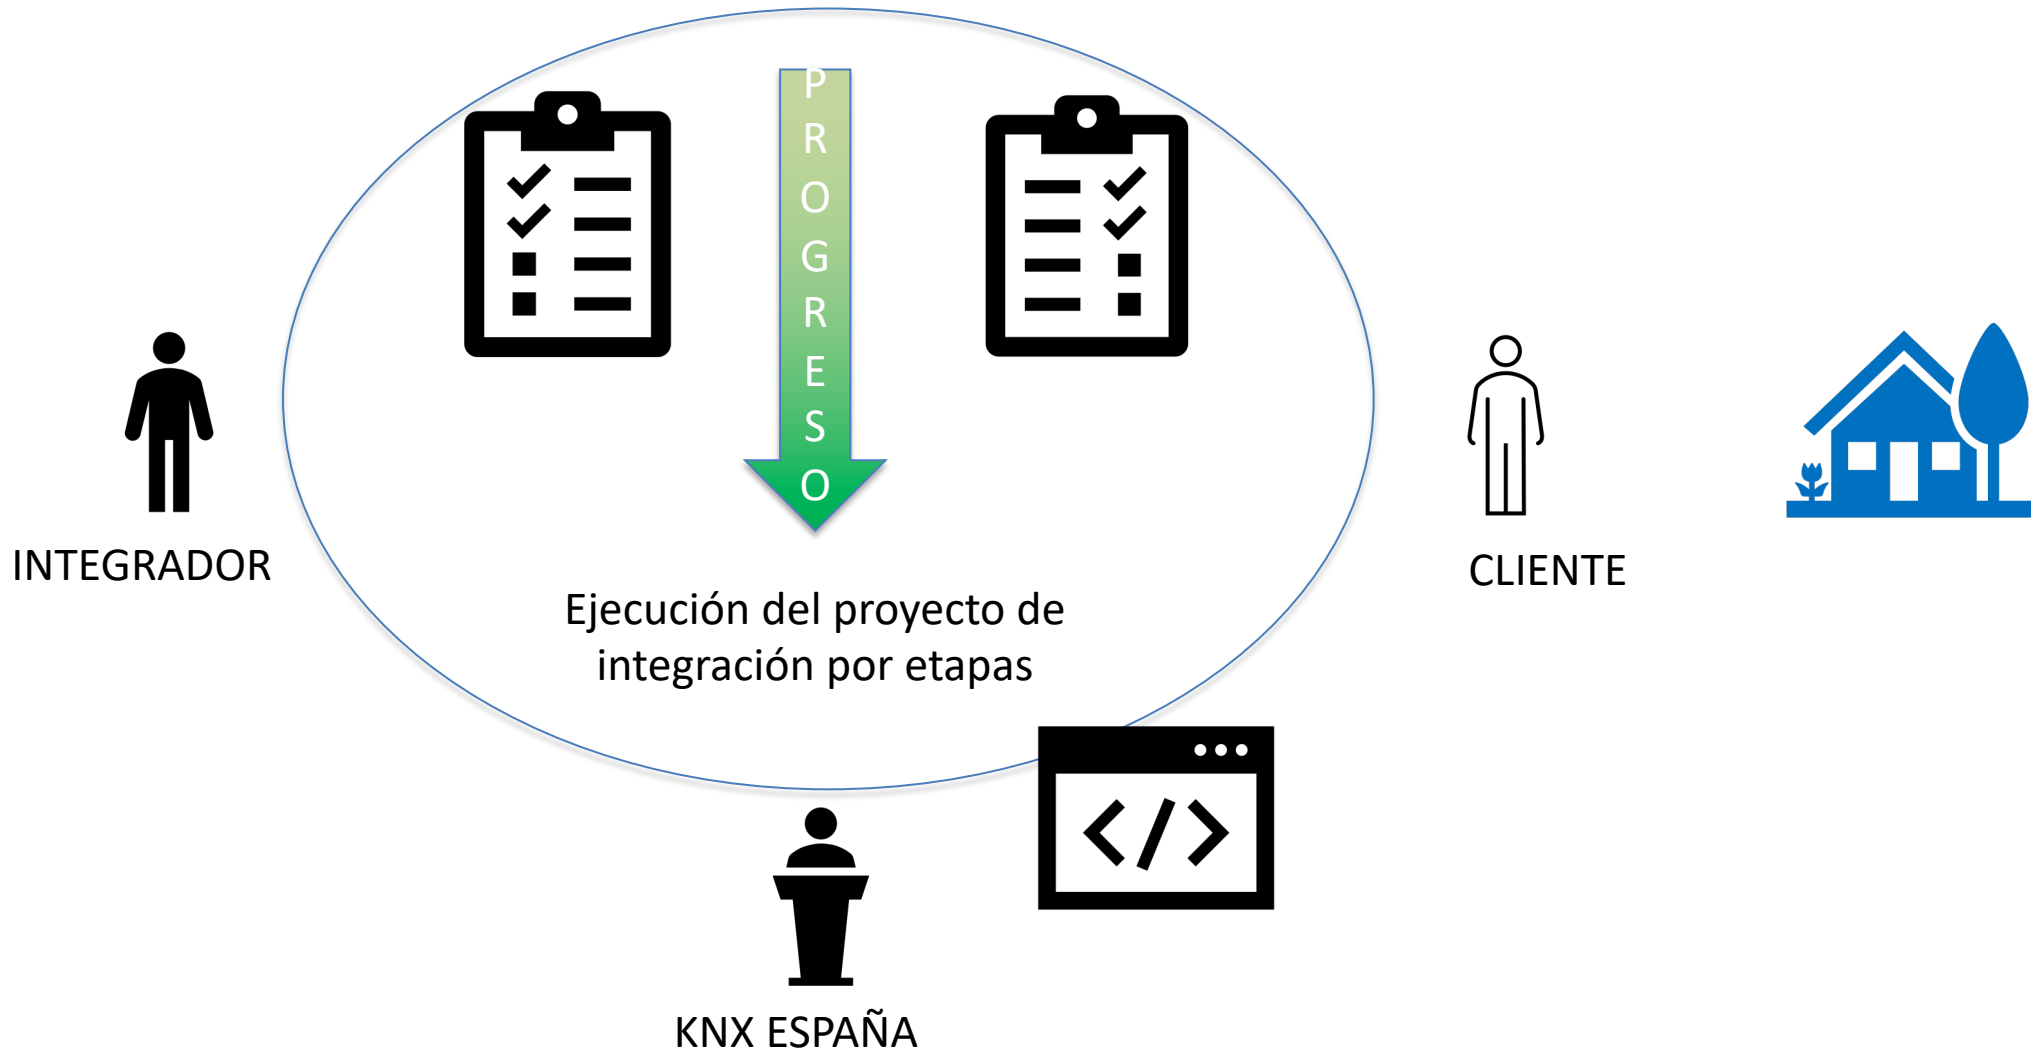 PROGRESO
INTEGRADOR
CLIENTE
Ejecución del proyecto de
integración por etapas
</>
KNX ESPAÑA